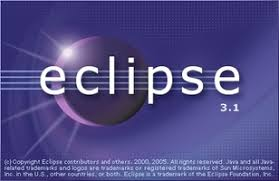 eclipse
3.1
(c) Copyright Eclipse contributors and others. 2000, 2005. All rights reserved. Java and all Java-
related trademarks and logos are trademarks or registered trademarks of Sun Microsystems,
Inc. in the U.S., other countries, or both. Eclipse is a trademark of the Eclipse Foundation, Inc.